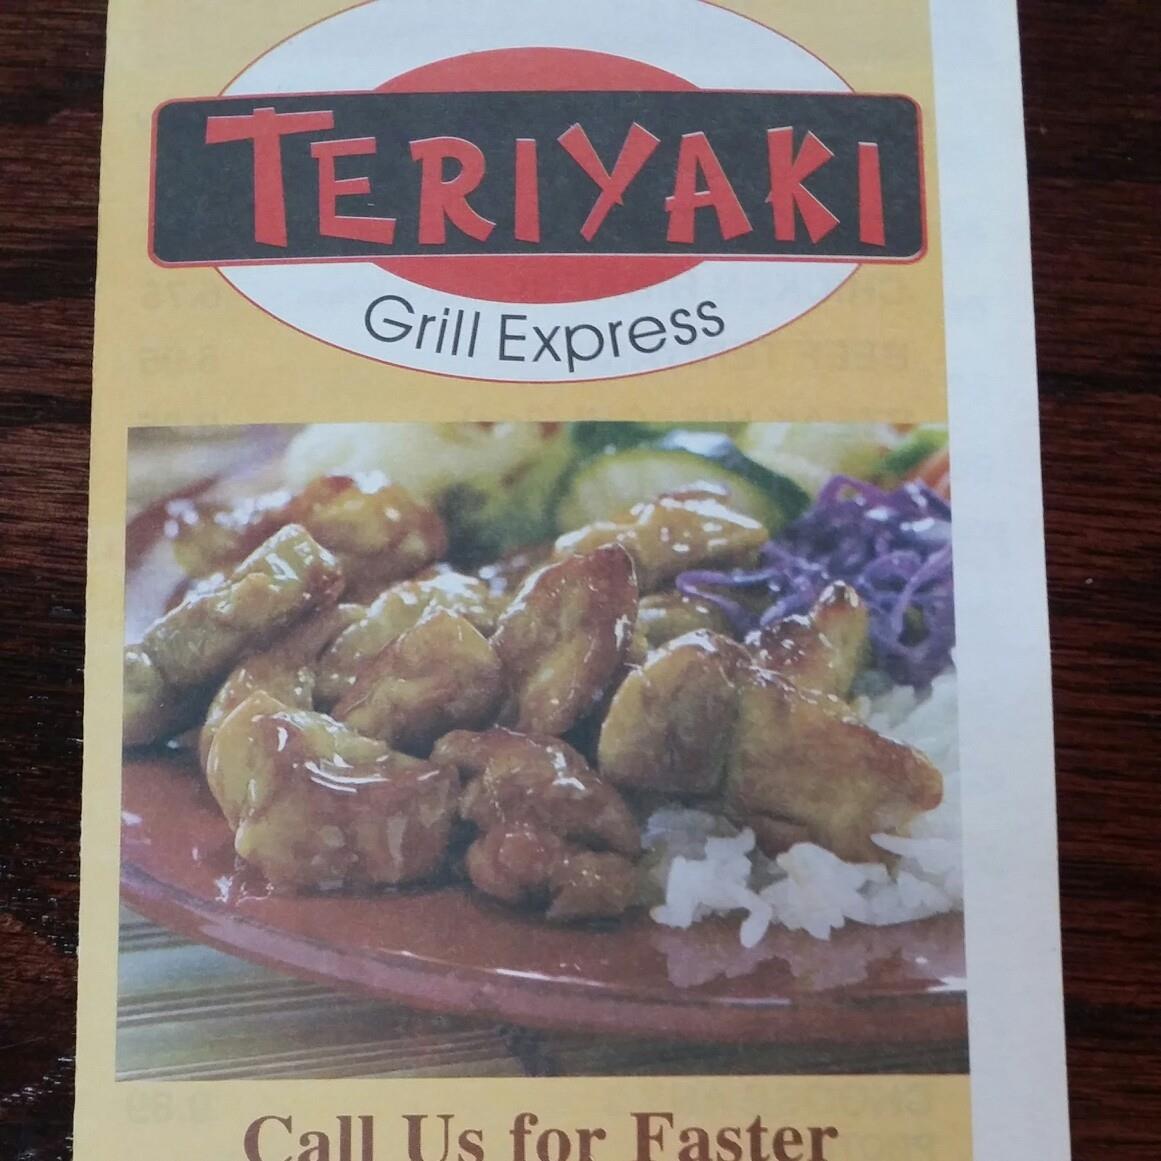 TERIYAKI
Grill Express
Call Us for Faster